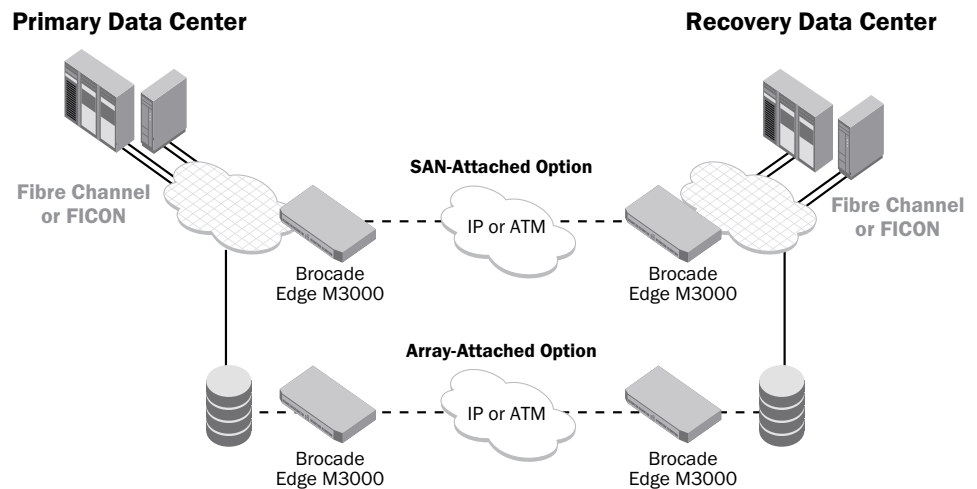 Primary Data Center
Recovery Data Center
SAN-Attached Option
Fibre Channel
or FICON
IP or ATM
Fibre Channel
or FICON
Brocade
Edge M3000
Brocade
Edge M3000
Array-Attached Option
IP or ATM
Brocade
Edge M3000
Brocade
Edge M3000